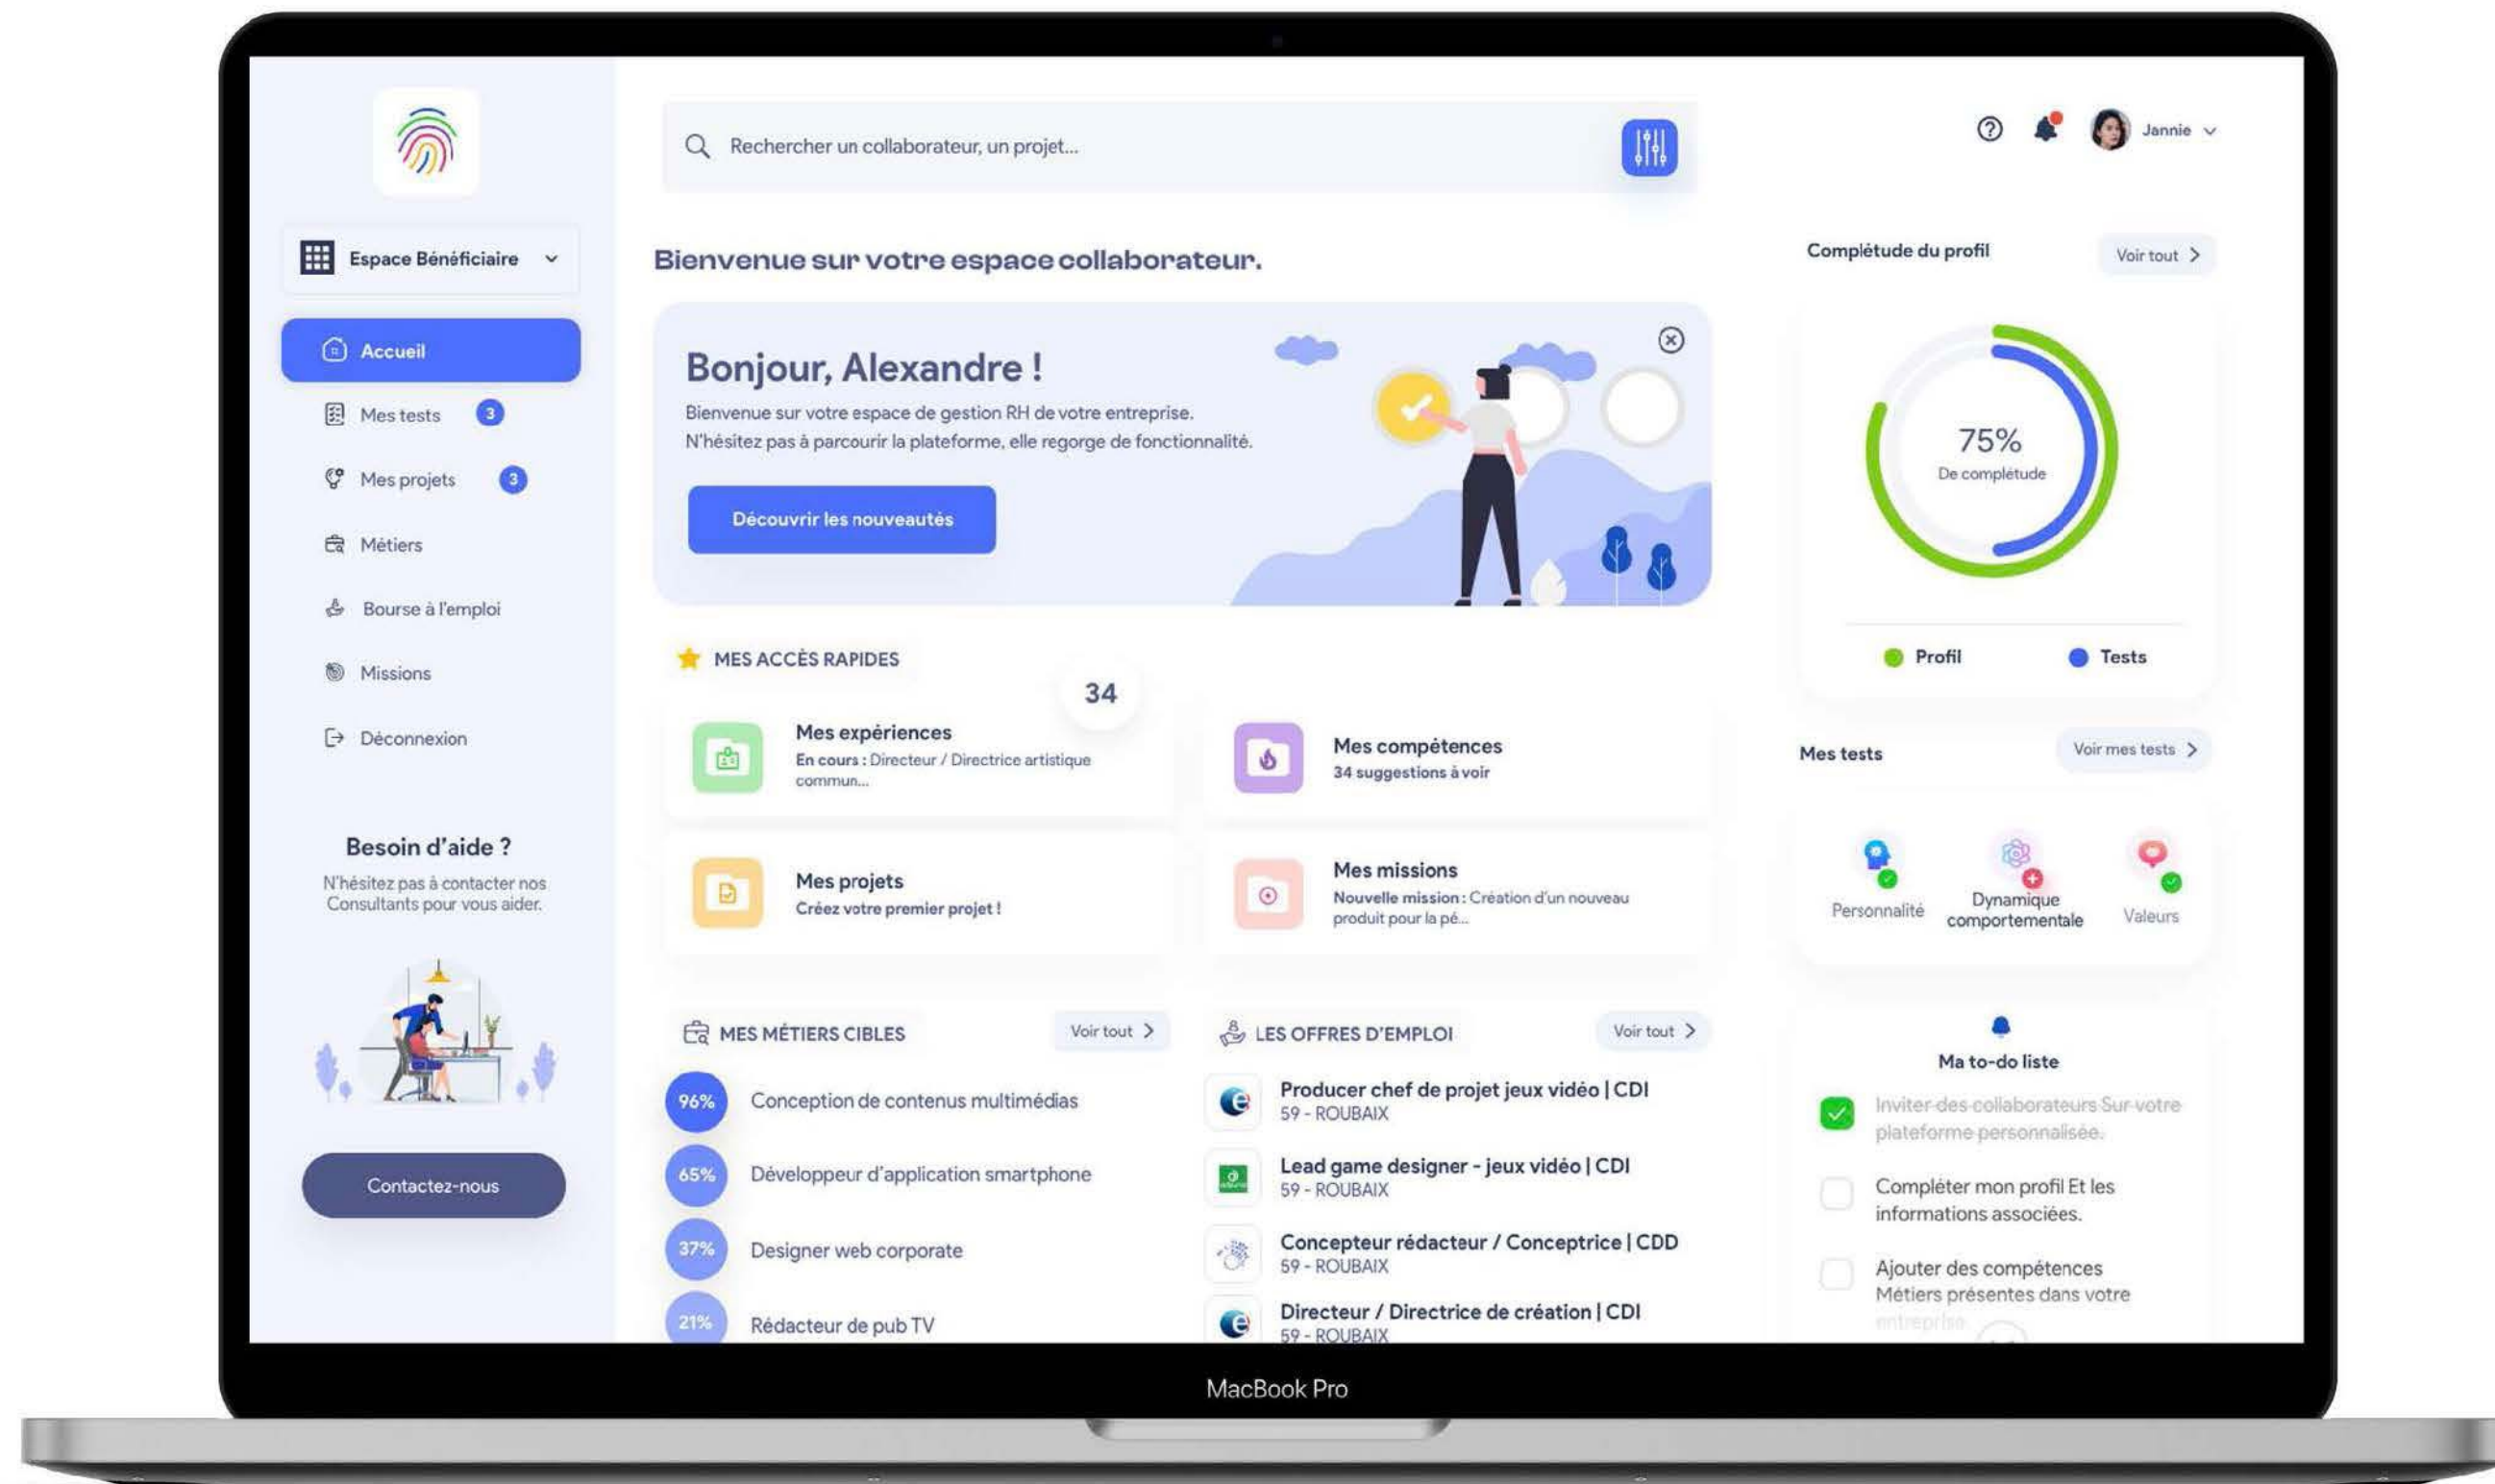 Espace Bénéficiaire
Accueil
Mes tests 3
Mes projets 3
Métiers
Bourse à l'emploi
Missions
Déconnexion
Besoin d'aide ?
N'hésitez pas à contacter nos
Consultants pour vous aider.
Contactez-nous
Rechercher un collaborateur, un projet...
Jannie
Bienvenue sur votre espace collaborateur.
Bonjour, Alexandre !
Bienvenue sur votre espace de gestion RH de votre entreprise.
N'hésitez pas à parcourir la plateforme, elle regorge de fonctionnalité.
Découvrir les nouveautés
MES ACCÈS RAPIDES
34
Mes expériences
En cours : Directeur / Directrice artistique
commun...
Mes compétences
34 suggestions à voir
Mes projets
Créez votre premier projet !
Mes missions
Nouvelle mission : Création d'un nouveau
produit pour la pé...
MES MÉTIERS CIBLES
Voir tout >
96% Conception de contenus multimédias
65% Développeur d'application smartphone
37% Designer web corporate
21% Rédacteur de pub TV
LES OFFRES D'EMPLOI
Voir tout >
Producer chef de projet jeux vidéo | CDI
59 - ROUBAIX
Lead game designer - jeux vidéo | CDI
59 - ROUBAIX
Concepteur rédacteur / Conceptrice | CDD
59 - ROUBAIX
Directeur / Directrice de création | CDI
59 - ROUBAIX
Complétude du profil
Voir tout >
75%
De complétude
Profil
Tests
Mes tests
Voir mes tests >
Personnalité
Dynamique
comportementale
Valeurs
Ma to-do liste
Inviter des collaborateurs Sur votre
plateforme personnalisée.
Compléter mon profil Et les
informations associées.
Ajouter des compétences
Métiers présentes dans votre
entreprise
MacBook Pro